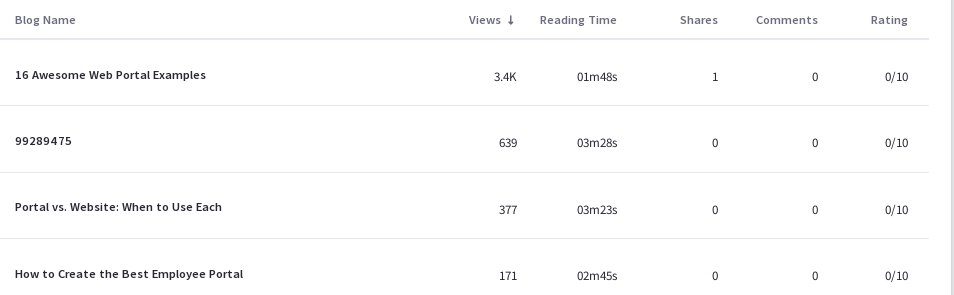 Blog Name Views ↓ Reading Time Shares Comments Rating
16 Awesome Web Portal Examples 3.4K 01m48s 1 0 0/10
99289475 639 03m28s 0 0 0/10
Portal vs. Website: When to Use Each 377 03m23s 0 0 0/10
How to Create the Best Employee Portal 171 02m45s 0 0 0/10